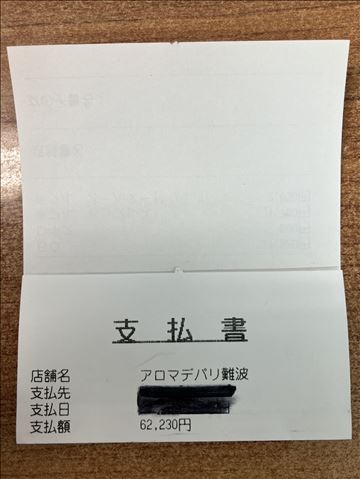 支払書
店舗名 アロマデバリ難波
支払先
支払日
支払額 62,230円